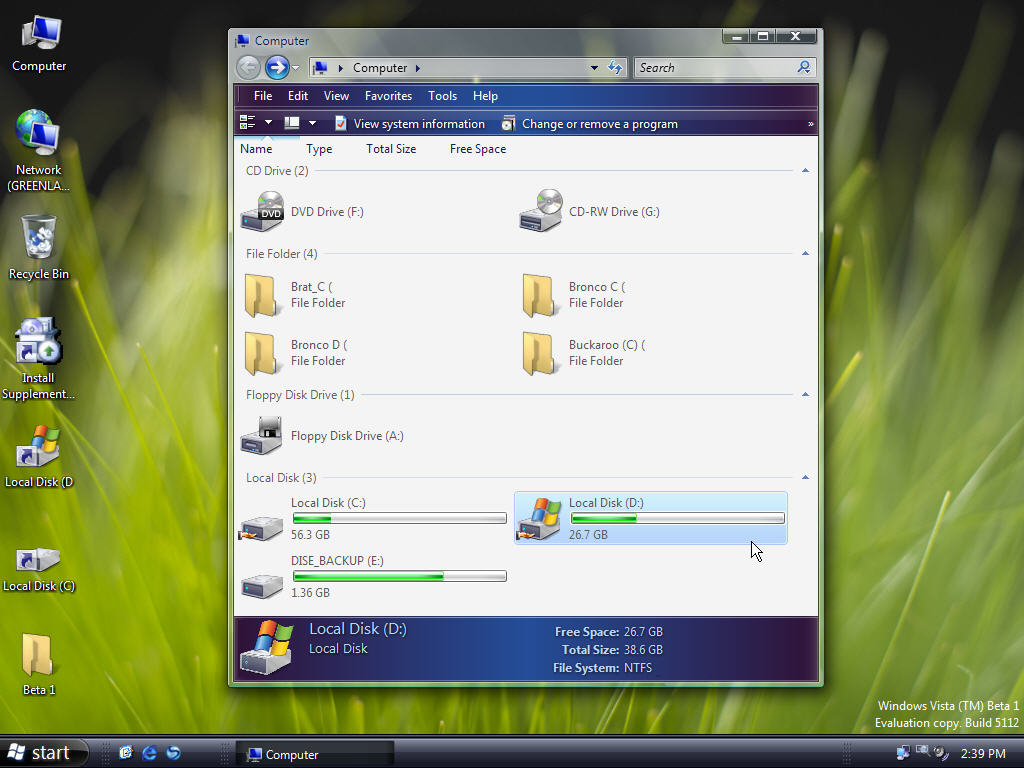 Computer
Network
(GREENLA...
Recycle Bin
Install
Supplement...
Local Disk (D
Local Disk (C)
Beta 1
Computer
Computer
Search
File Edit View Favorites Tools Help
View system information Change or remove a program »
Name Type Total Size Free Space
CD Drive (2)
DVD
DVD Drive (F:) CD-RW Drive (G:)
File Folder (4)
Brat_C ( Bronco C (
File Folder File Folder
Bronco D ( Buckaroo (C) (
File Folder File Folder
Floppy Disk Drive (1)
Floppy Disk Drive (A:)
Local Disk (3)
Local Disk (C:) Local Disk (D:)
56.3 GB 26.7 GB
DISE_BACKUP (E:)
1.36 GB
Local Disk (D:)
Local Disk
Free Space: 26.7 GB
Total Size: 38.6 GB
File System: NTFS
Windows Vista (TM) Beta 1
Evaluation copy. Build 5112
start Computer 2:39 PM